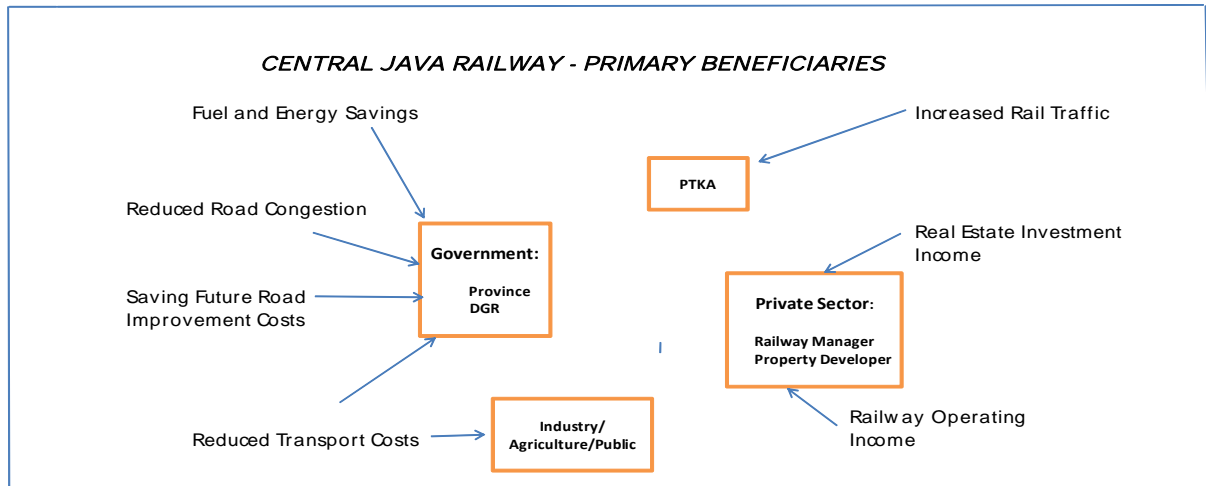 CENTRAL JAVA RAILWAY - PRIMARY BENEFICIARIES
Fuel and Energy Savings
Increased Rail Traffic
PTKA
Reduced Road Congestion
Government:
Province
DGR
Real Estate Investment
Income
Saving Future Road
Improvement Costs
Private Sector:
Railway Manager
Property Developer
Industry/
Agriculture/Public
Reduced Transport Costs
Railway Operating
Income